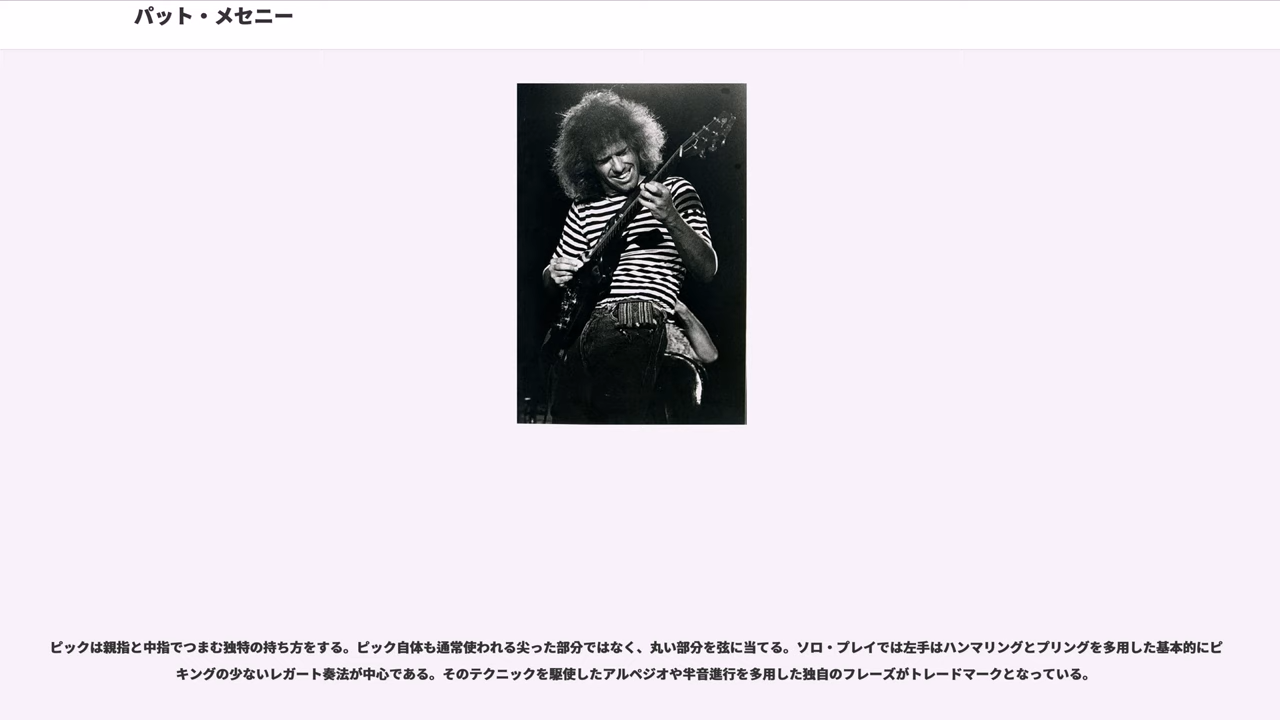 パット・メセニー
ピックは親指と中指でつまむ独特の持ち方をする。ピック自体も通常使われる尖った部分ではなく、丸い部分を弦に当てる。ソロ・プレイでは左手はハンマリングとプリングを多用した基本的にピ
キングの少ないレガート奏法が中心である。そのテクニックを駆使したアルペジオや半音進行を多用した独自のフレーズがトレードマークとなっている。